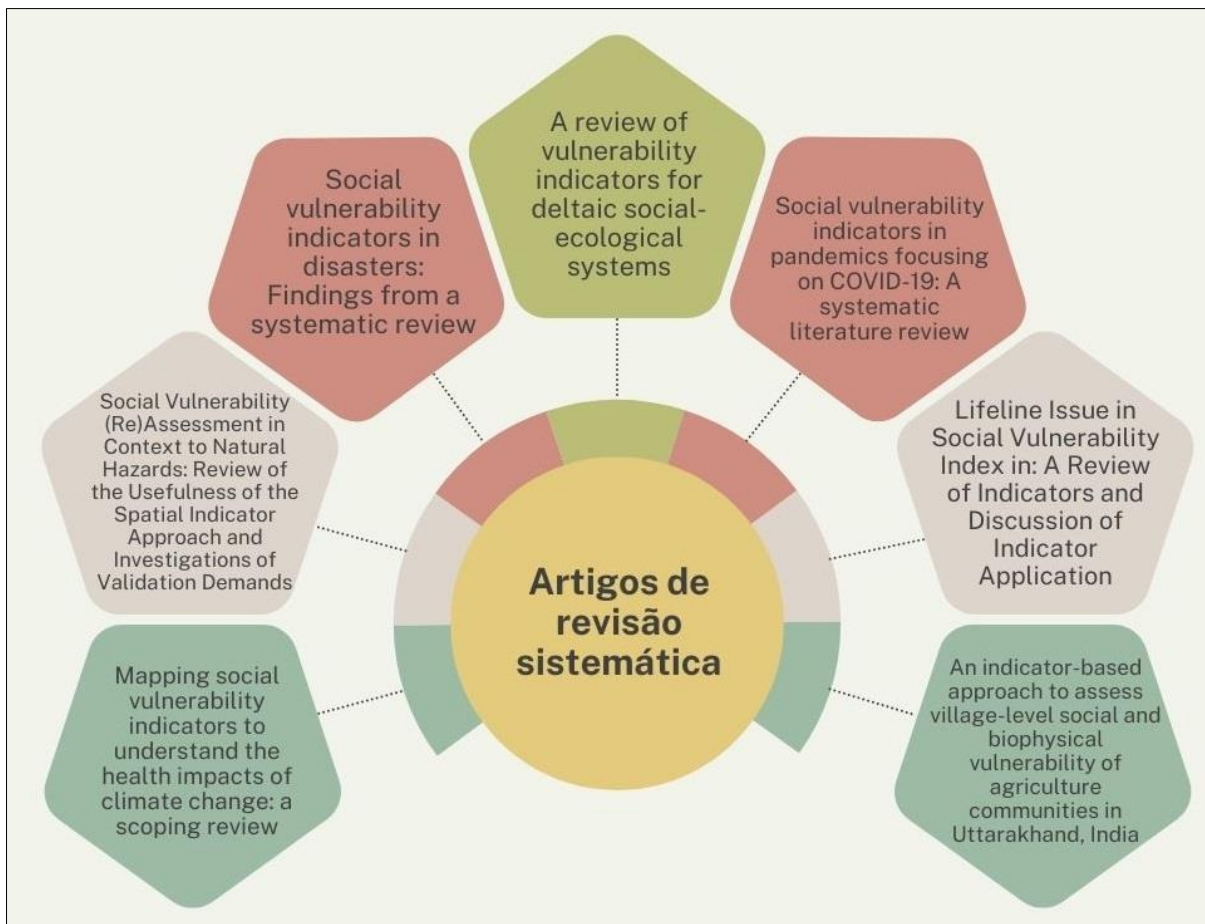 A review of
vulnerability
indicators for
deltaic social-
ecological
systems
Social
vulnerability
indicators in
disasters:
Findings from a
systematic review
Social vulnerability
indicators in
pandemics focusing
on COVID-19: A
systematic
literature review
Social Vulnerability
(Re)Assessment in
Context to Natural
Hazards: Review of
the Usefulness of the
Spatial Indicator
Approach and
Investigations of
Validation Demands
Lifeline Issue in
Social Vulnerability
Index in: A Review
of Indicators and
Discussion of
Indicator
Application
Artigos de
revisão
sistemática
Mapping social
vulnerability
indicators to
understand the
health impacts of
climate change: a
scoping review
An indicator-based
approach to assess
village-level social and
biophysical
vulnerability of
agriculture
communities in
Uttarakhand, India